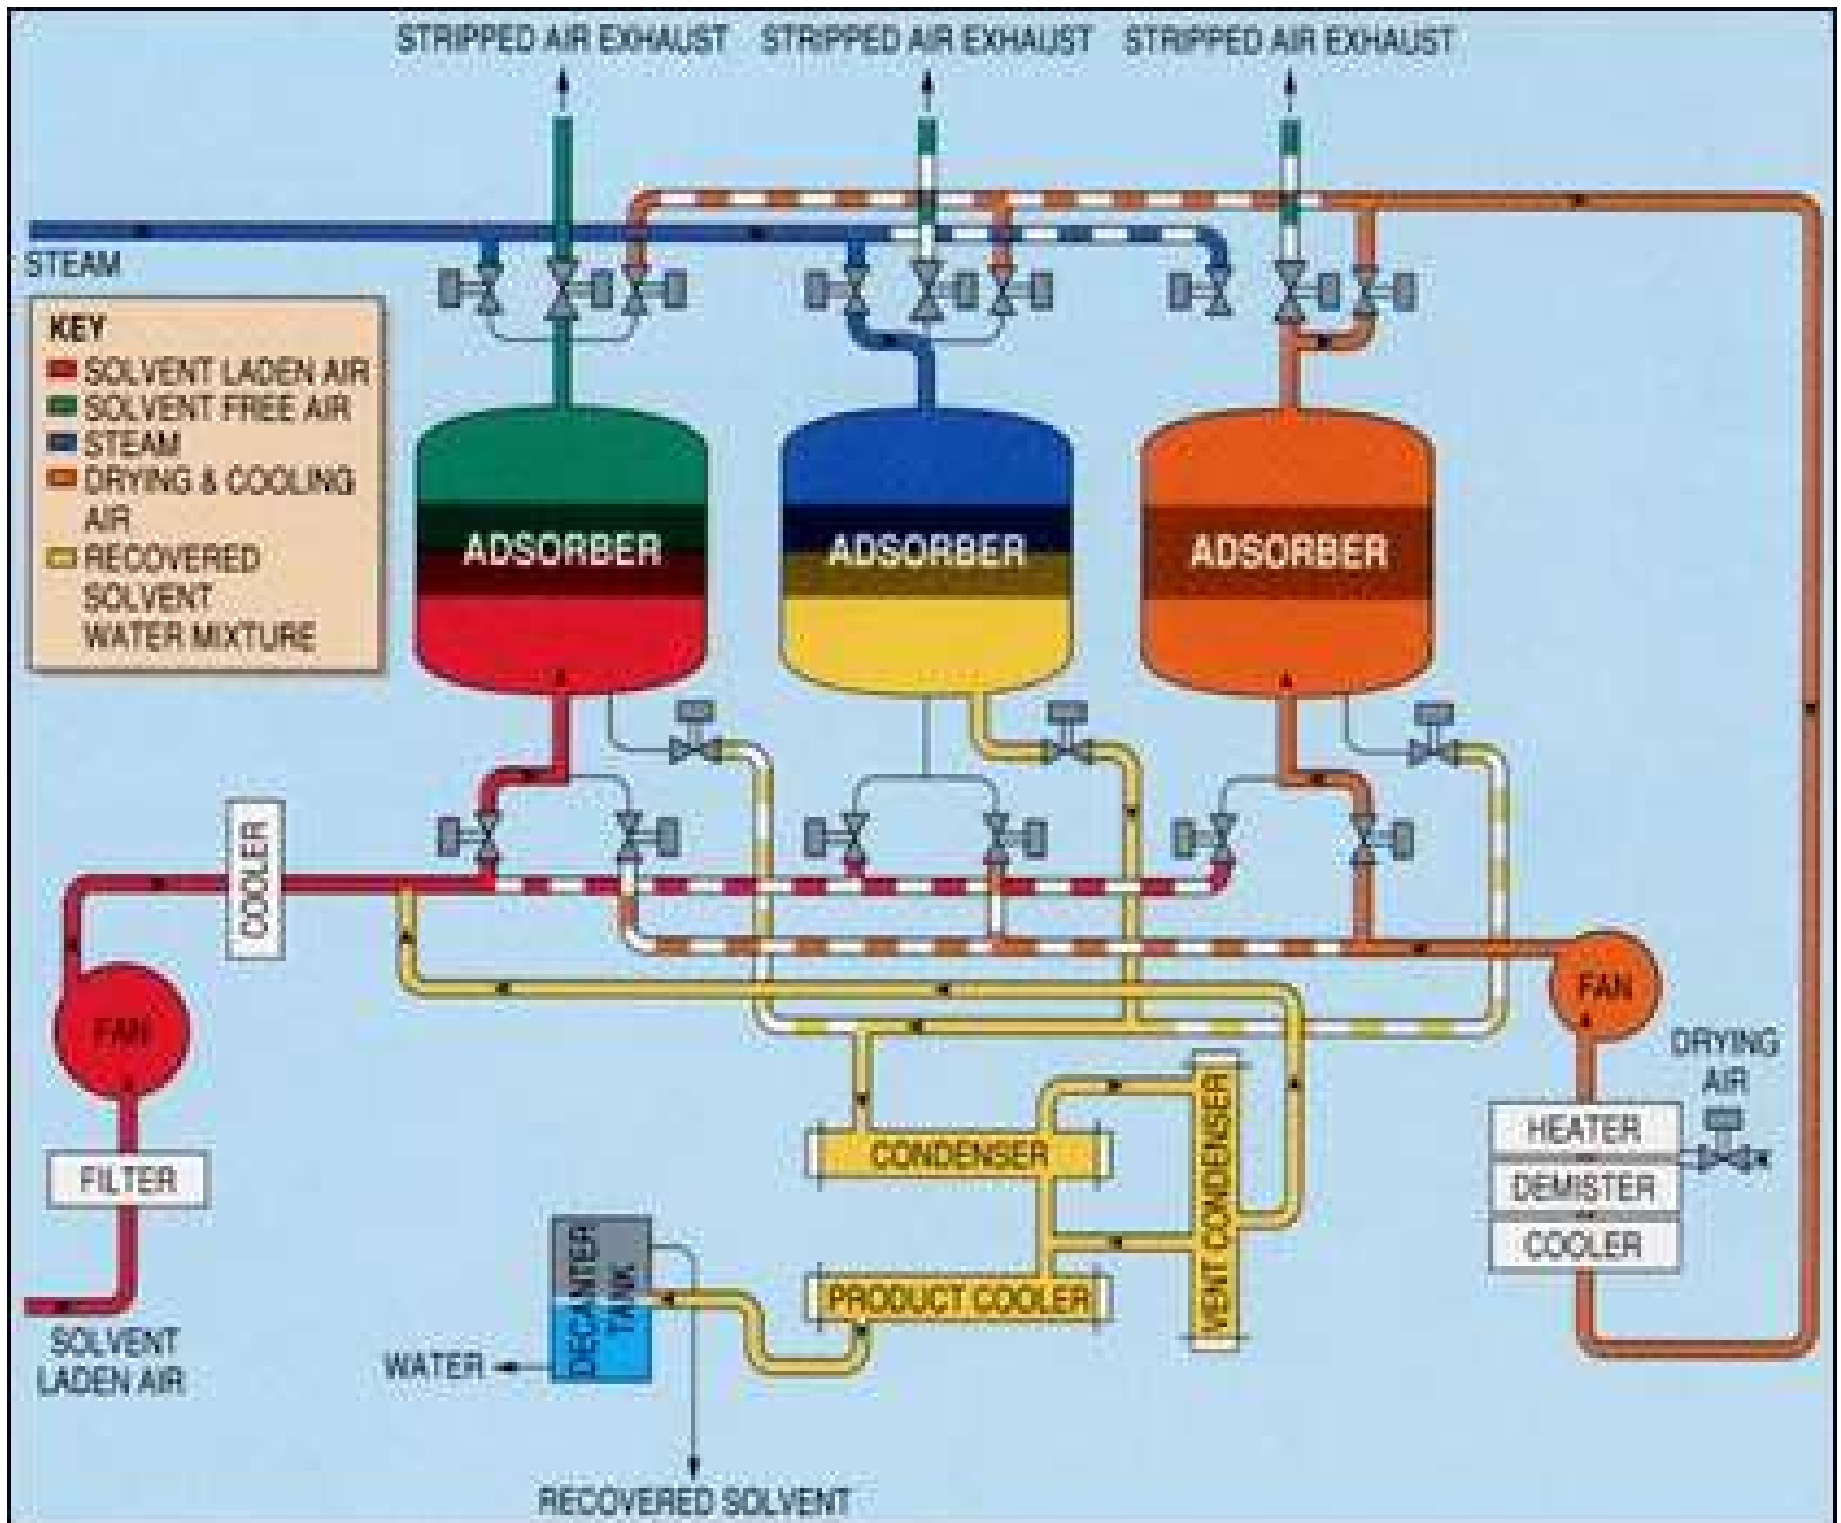 STRIPPED AIR EXHAUST
STRIPPED AIR EXHAUST
STRIPPED AIR EXHAUST
STEAM
KEY
SOLVENT LADEN AIR
SOLVENT FREE AIR
STEAM
DRYING & COOLING
AIR
RECOVERED
SOLVENT
WATER MIXTURE
ADSORBER
ADSORBER
ADSORBER
COOLER
FAN
FILTER
SOLVENT
LADEN AIR
FAN
DRYING
AIR
HEATER
DEMISTER
COOLER
CONDENSER
VENT CONDENSER
PRODUCT COOLER
DECANTER
TANK
WATER
RECOVERED SOLVENT